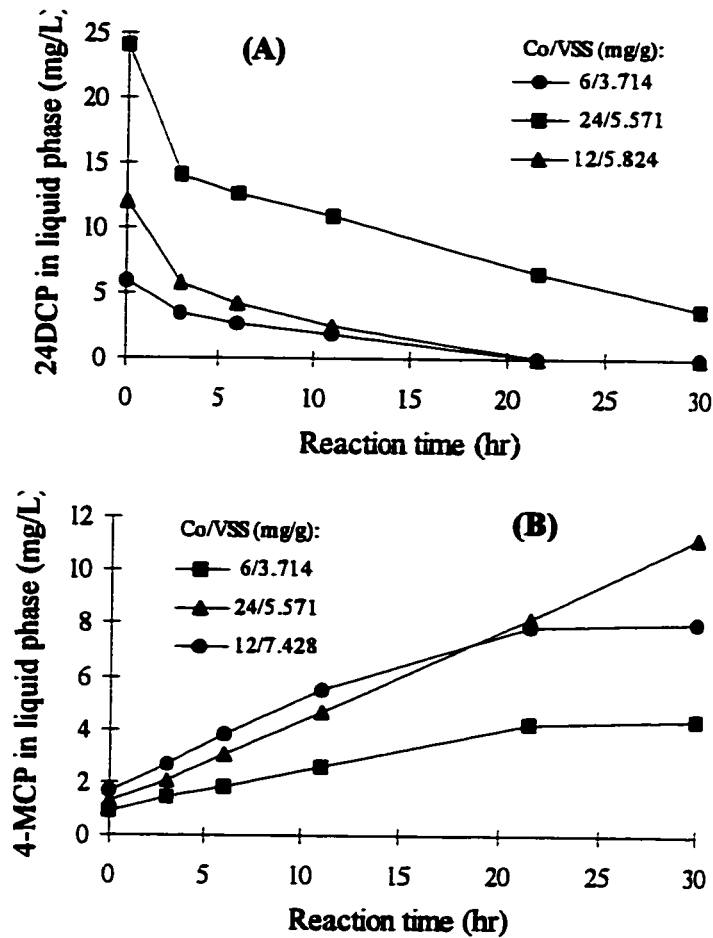 24DCP in liquid phase (mg/L)
25
20
15
10
5
0
(A)
Co/VSS (mg/g):
6/3.714
24/5.571
12/5.824
0 5 10 15 20 25 30
Reaction time (hr)
4-MCP in liquid phase (mg/L)
12
10
8
6
4
2
0
Co/VSS (mg/g):
6/3.714
24/5.571
12/7.428
(B)
0 5 10 15 20 25 30
Reaction time (hr)